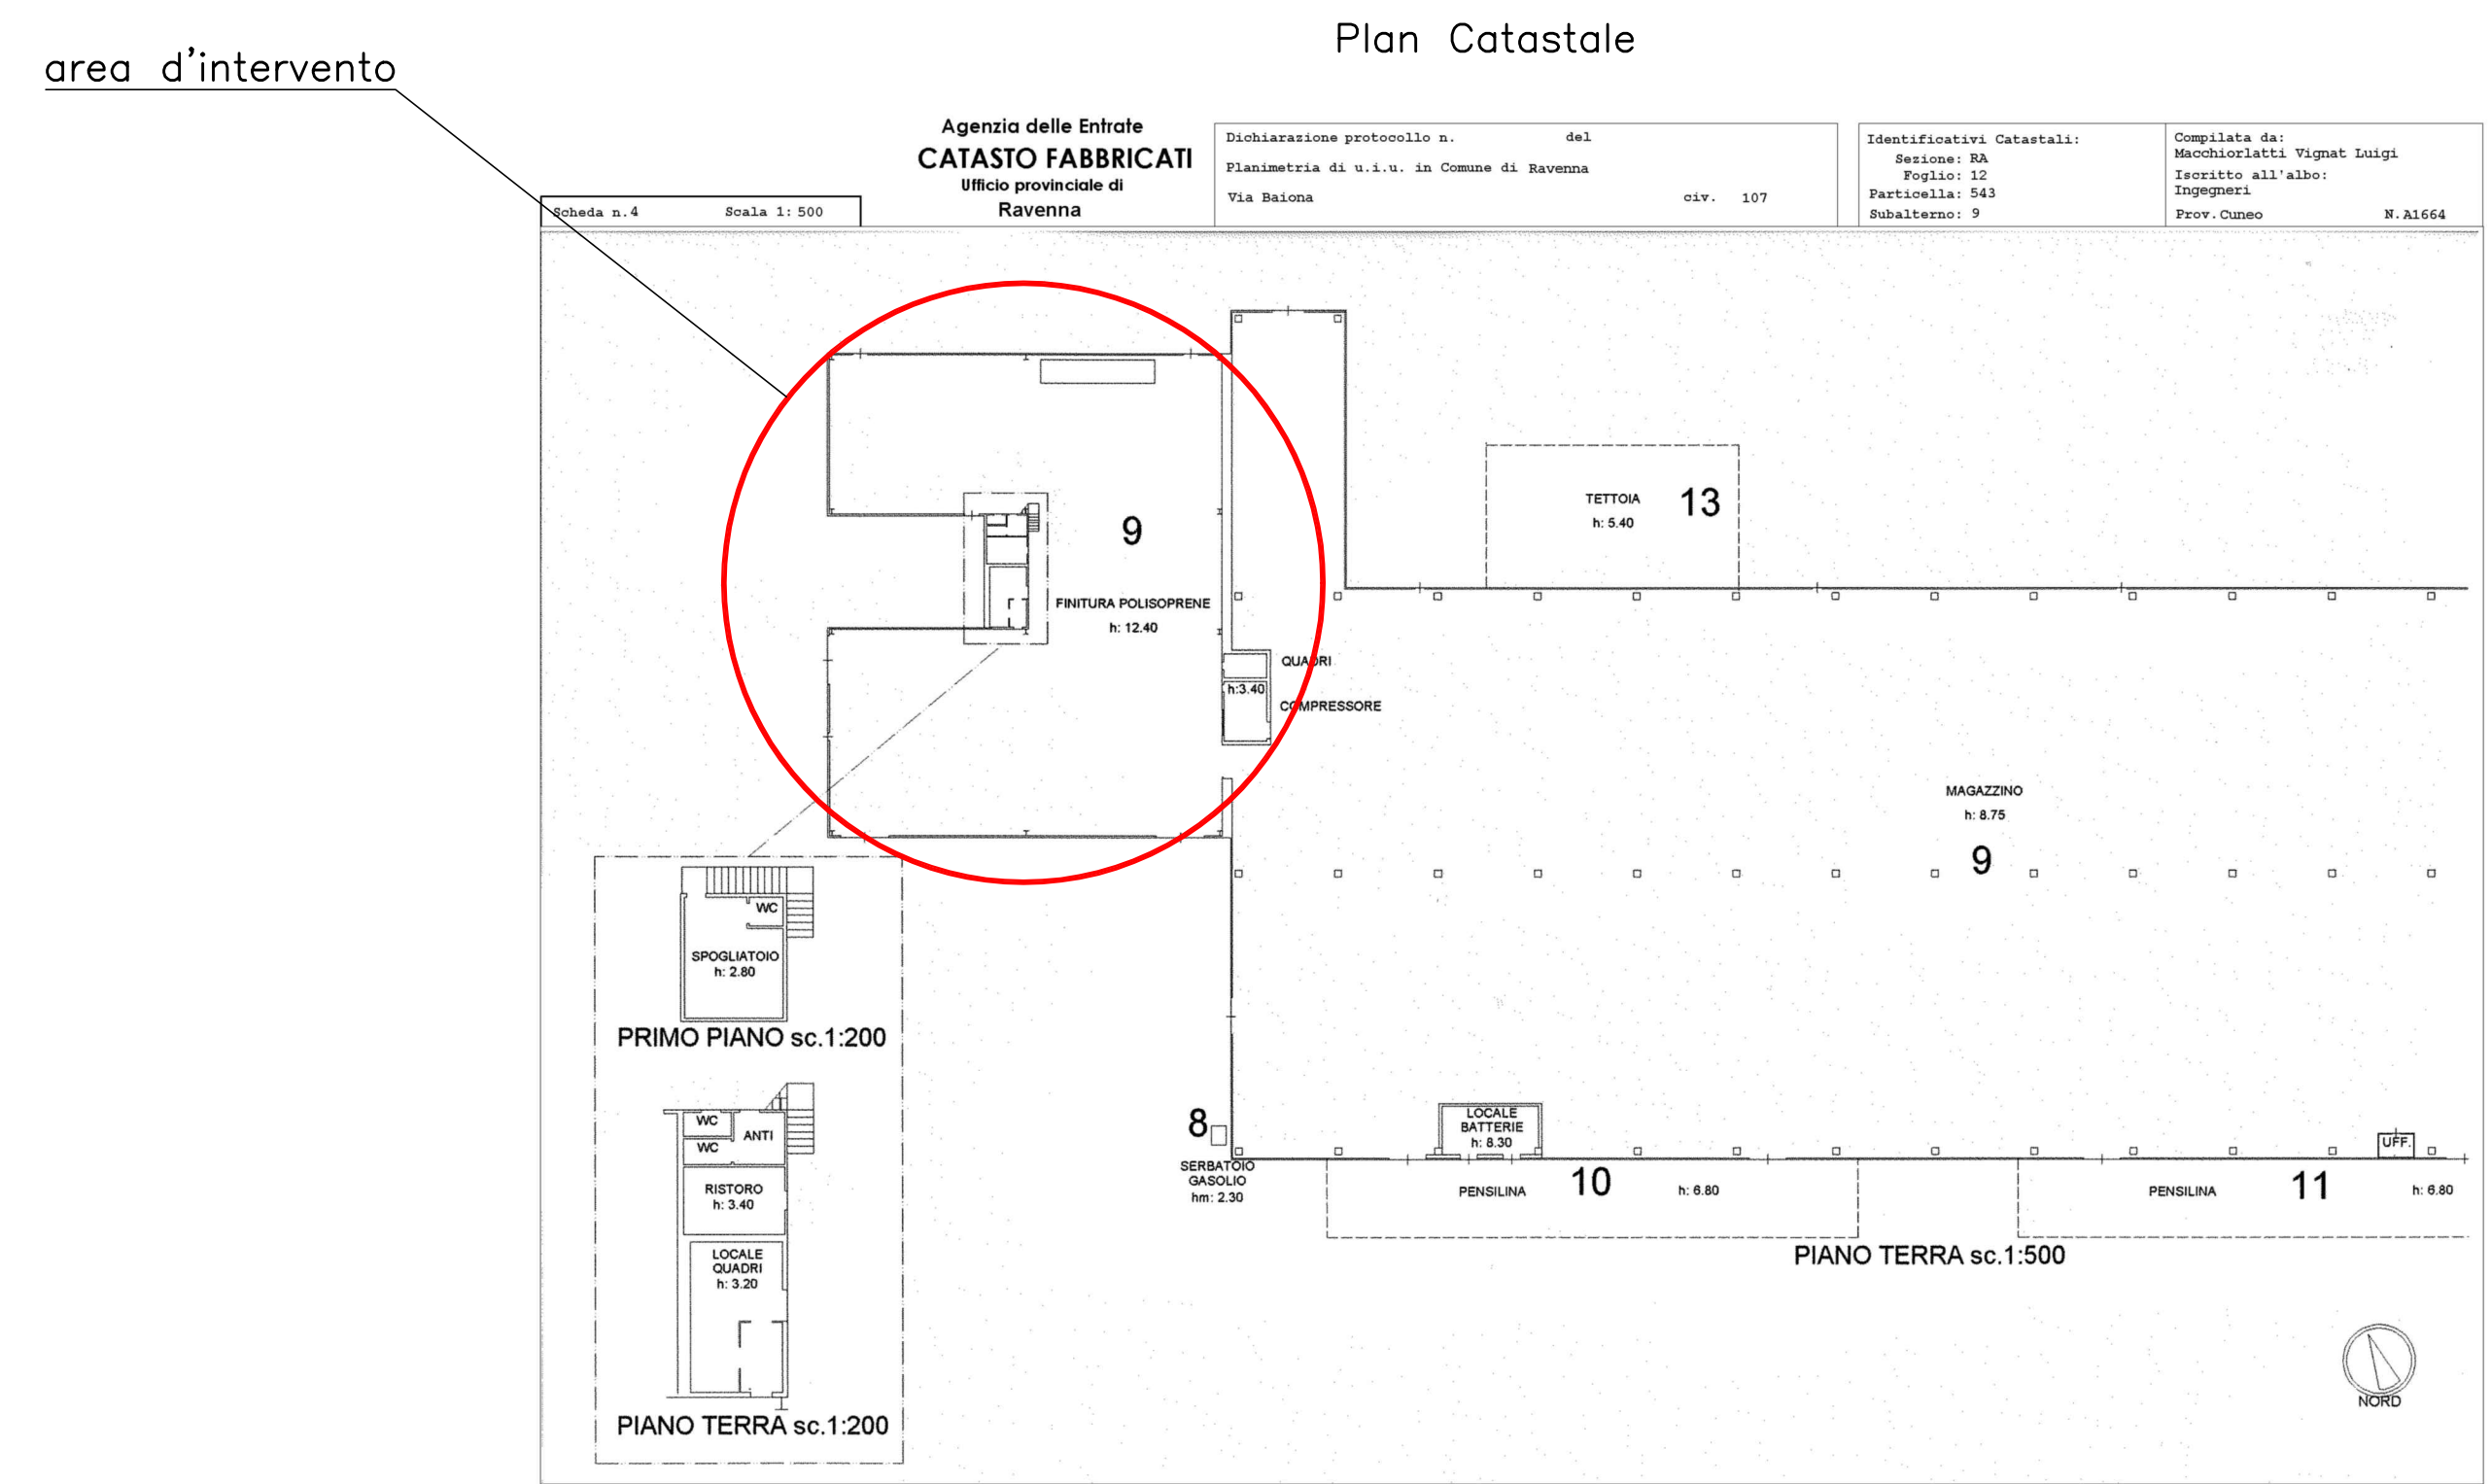 Plan Catastale
area d'intervento
Agenzia delle Entrate
CATASTO FABBRICATI
Ufficio provinciale di
Ravenna
Scheda n.4 Scala 1: 500
Dichiarazione protocollo n. del
Planimetria di u.i.u. in Comune di Ravenna
Via Baiona civ. 107
Identificativi Catastali:
Sezione: RA
Foglio: 12
Particella: 543
Subalterno: 9
Compilata da:
Macchiorlatti Vignat Luigi
Iscritto all'albo:
Ingegneri
Prov. Cuneo N. A1664
9
FINITURA POLISOPRENE
h: 12.40
TETTOIA 13
h: 5.40
QUADRI
h:3.40
COMPRESSORE
MAGAZZINO
h: 8.75
9
WC
SPOGLIATOIO
h: 2.80
PRIMO PIANO sc.1:200
WC
ANTI
WC
RISTORO
h: 3.40
LOCALE
QUADRI
h: 3.20
PIANO TERRA sc.1:200
8
SERBATOIO
GASOLIO
hm: 2.30
LOCALE
BATTERIE
h: 8.30
UFF.
PENSILINA 10 h: 6.80
PENSILINA 11 h: 6.80
PIANO TERRA sc.1:500
NORD